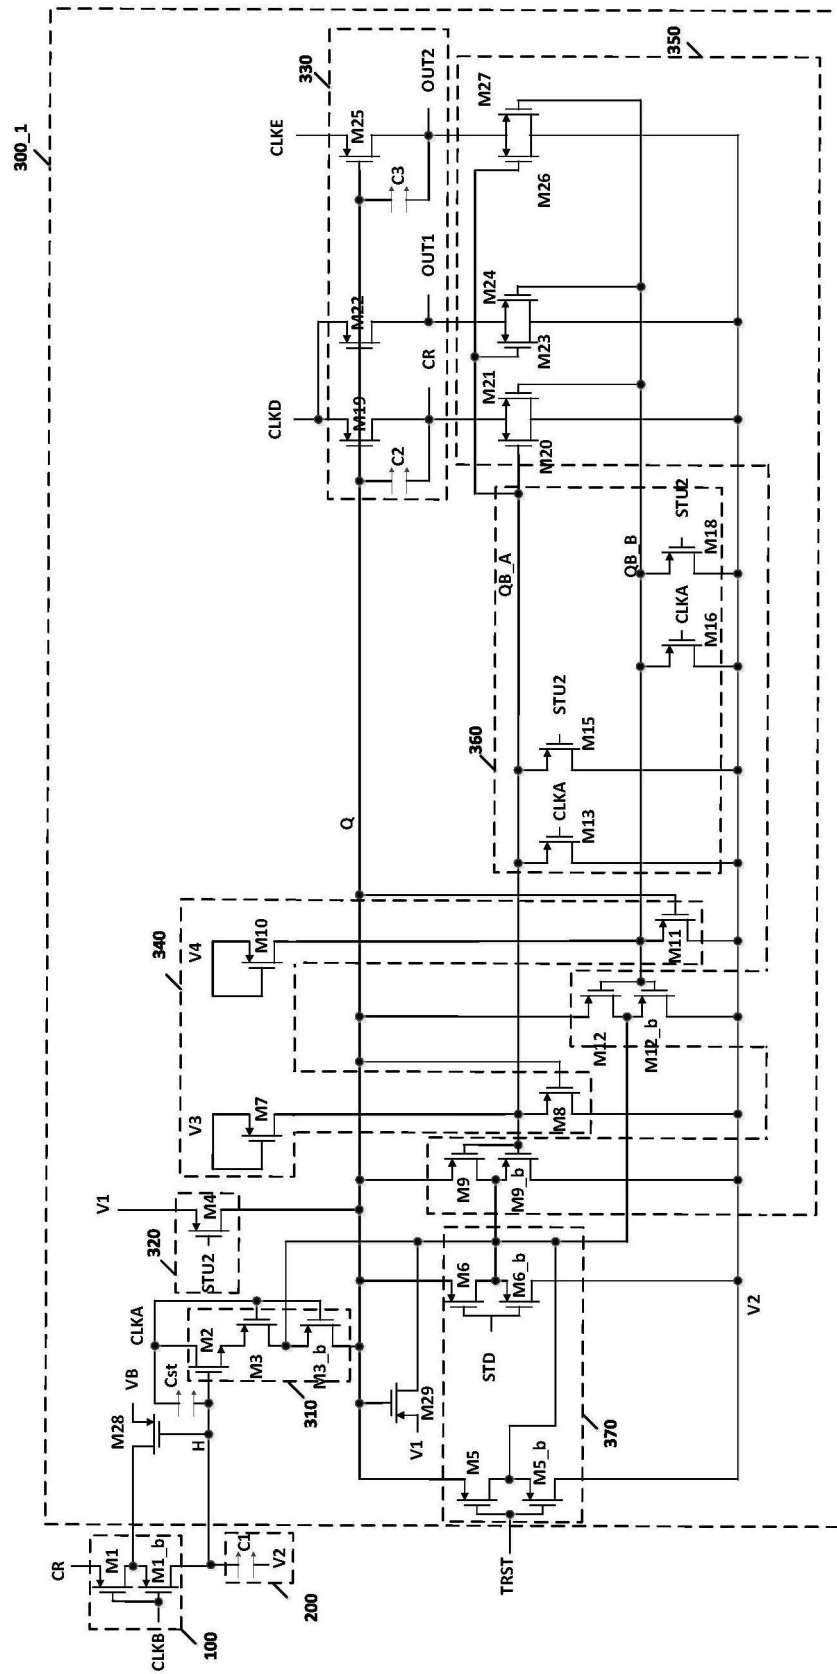 300_1
350
330
CLKE
M25
OUT2
M27
C3
M26
OUT1
M24
M22
M23
CR
M21
CLKD
M19
M20
C2
STU2
QB_B
M18
QB_A
CLKA
M16
STU2
360
M15
CLKA
M13
Q
340
V4
M10
M11
M12
M12_b
V3
M7
M8
M9
M9_b
V1
320
M4
STU2
M6
M6_b
V2
CLKA
M2
M3
M3_b
310
STD
Cst
VB
M28
H
M29
V1
370
M5
M5_b
TRST
CR
M1
M1_b
C1
V2
200
100
CLKB